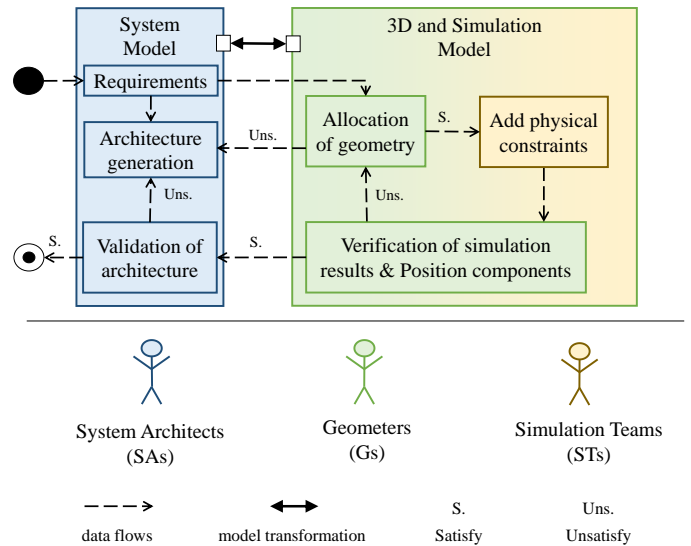 System
Model
3D and Simulation
Model
Requirements
Architecture
generation
Uns.
Allocation
of geometry
S.
Add physical
constraints
Uns.
Uns.
S.
Validation of
architecture
S.
Verification of simulation
results & Position components
System Architects
(SAs)
Geometers
(Gs)
Simulation Teams
(STs)
data flows
model transformation
S.
Satisfy
Uns.
Unsatisfy